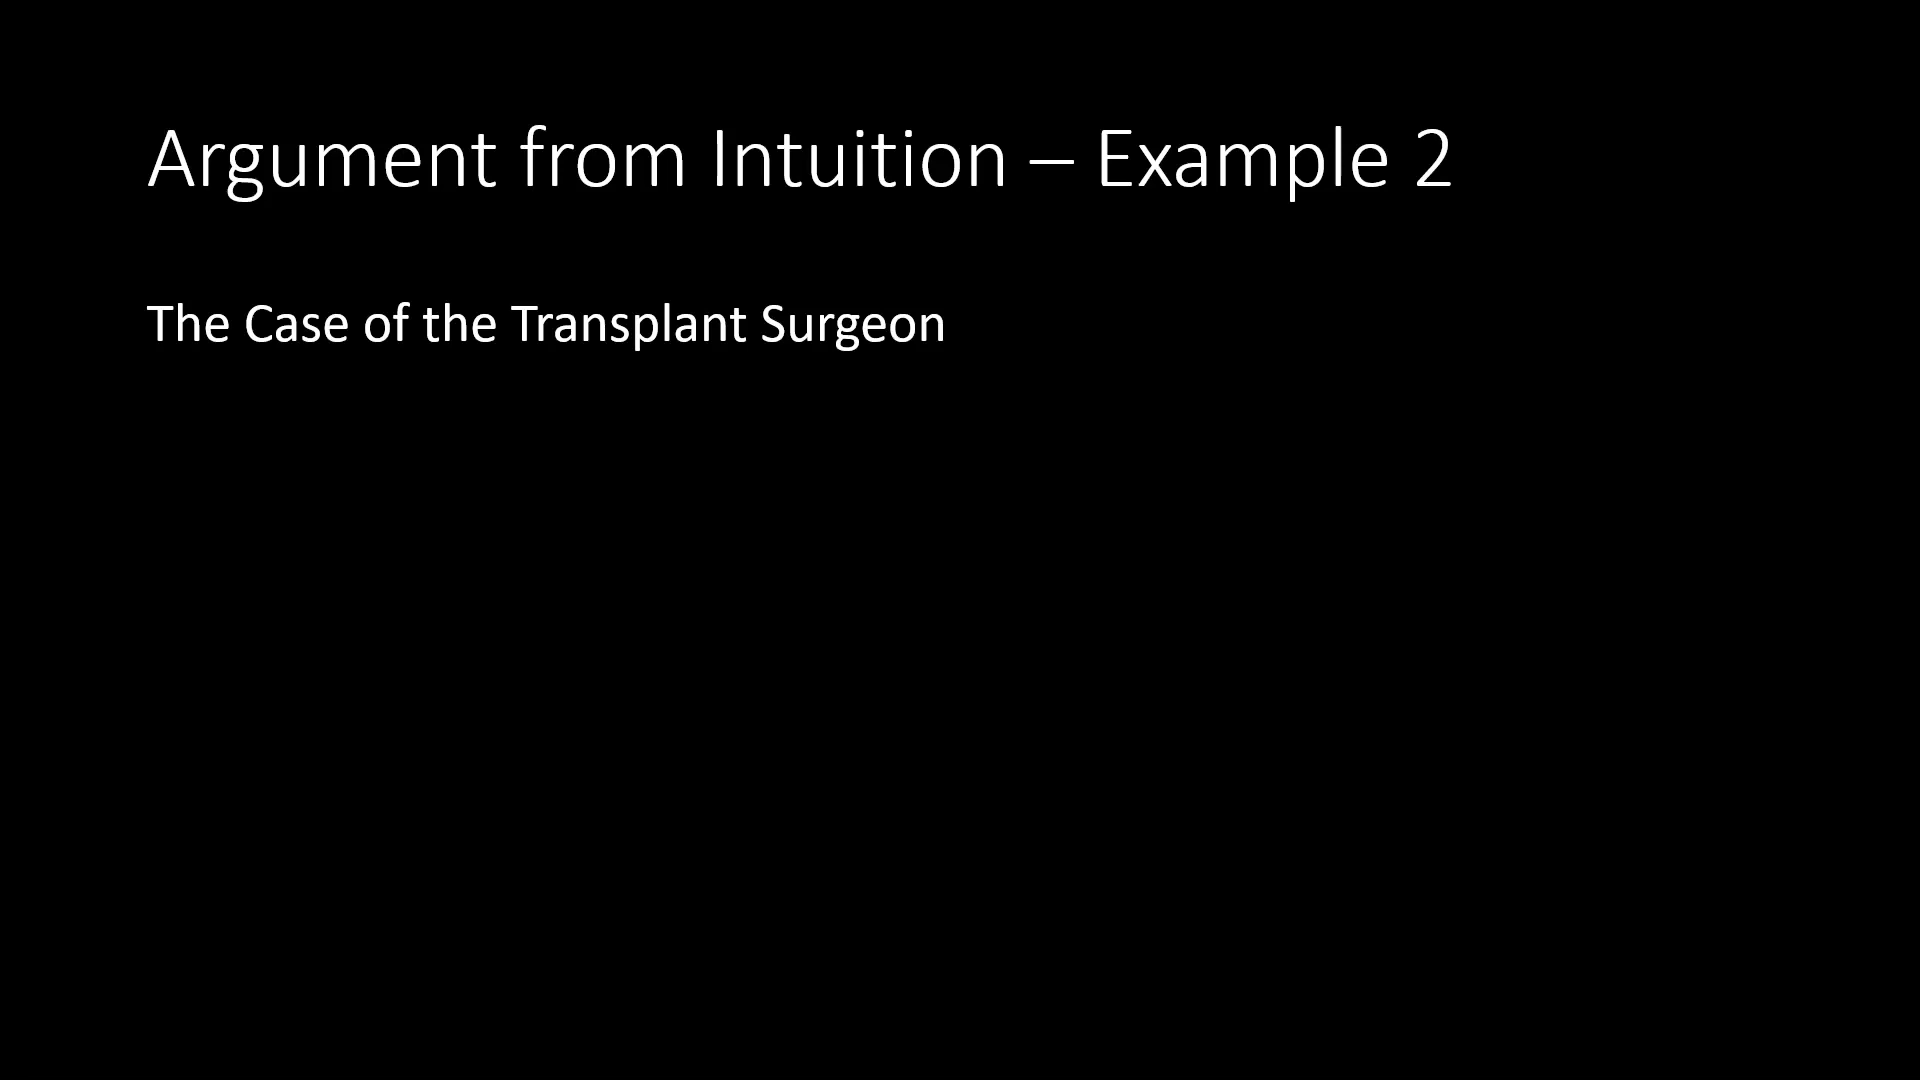 Argument from Intuition – Example 2
The Case of the Transplant Surgeon